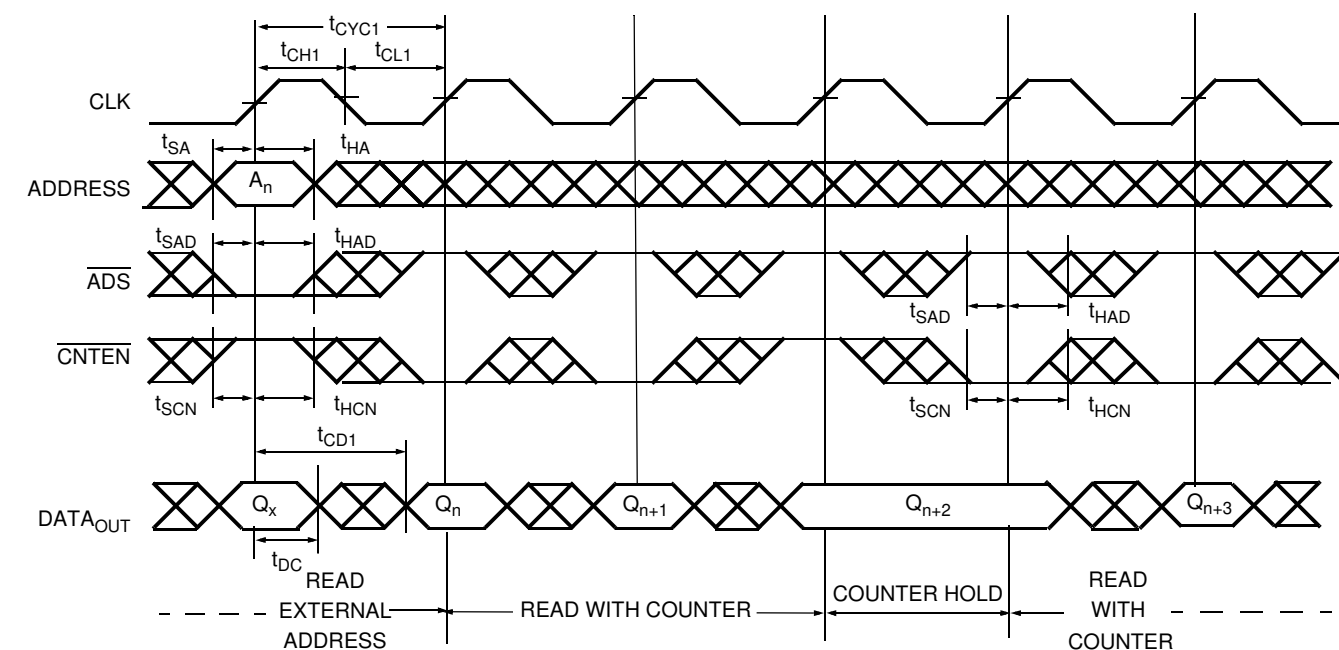 tCYC1
tCH1
tCL1
CLK
tSA
tHA
ADDRESS
An
tSAD
tHAD
ADS
tSAD
tHAD
CNTEN
tSCN
tHCN
tSCN
tHCN
tCD1
DATAOUT
Qx
Qn
Qn+1
Qn+2
Qn+3
tDC
READ
EXTERNAL
ADDRESS
READ WITH COUNTER
COUNTER HOLD
READ
WITH
COUNTER